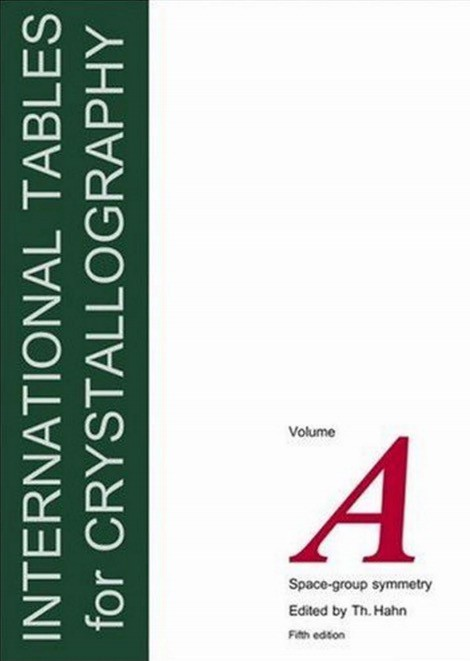 INTERNATIONAL TABLES
for CRYSTALLOGRAPHY
Volume
A
Space-group symmetry
Edited by Th. Hahn
Fifth edition